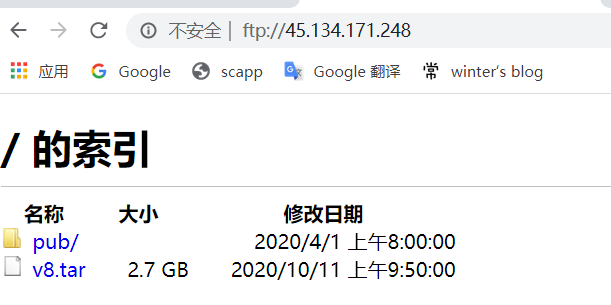 不安全 | ftp://45.134.171.248
应用 Google scapp Google 翻译 常 winter's blog
/ 的索引
名称 大小 修改日期
pub/ 2020/4/1 上午8:00:00
v8.tar 2.7 GB 2020/10/11 上午9:50:00